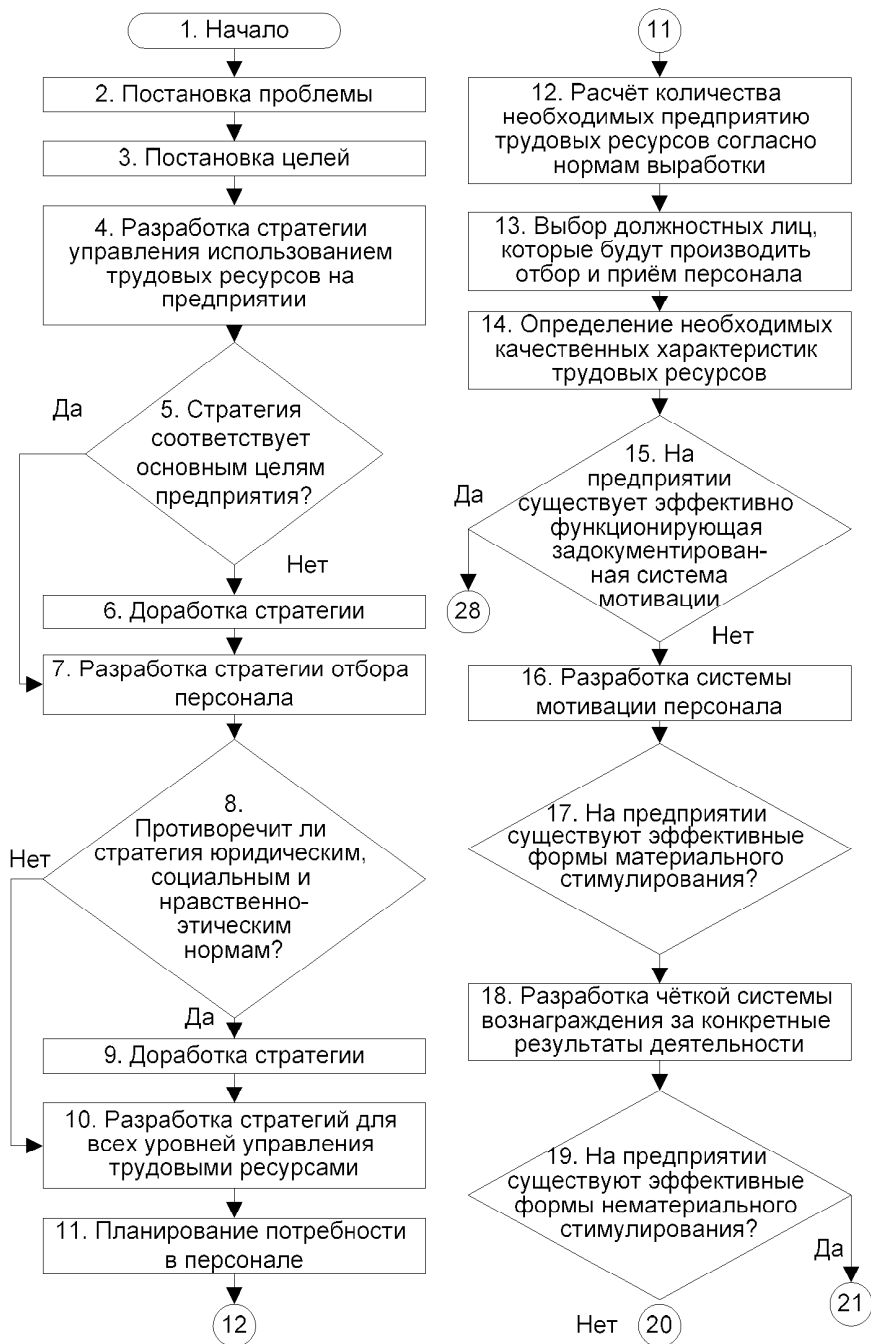 1. Начало
2. Постановка проблемы
3. Постановка целей
4. Разработка стратегии
управления использованием
трудовых ресурсов на
предприятии
Да
5. Стратегия
соответствует
основным целям
предприятия?
Нет
6. Доработка стратегии
7. Разработка стратегии отбора
персонала
8.
Противоречит ли
стратегия юридическим,
социальным и
нравственно-
этическим
нормам?
Нет
Да
9. Доработка стратегии
10. Разработка стратегий для
всех уровней управления
трудовыми ресурсами
11. Планирование потребности
в персонале
12
11
12. Расчёт количества
необходимых предприятию
трудовых ресурсов согласно
нормам выработки
13. Выбор должностных лиц,
которые будут производить
отбор и приём персонала
14. Определение необходимых
качественных характеристик
трудовых ресурсов
15. На
предприятии
существует эффективно
функционирующая
задокументирован-
ная система
мотивации
Да
28
Нет
16. Разработка системы
мотивации персонала
17. На предприятии
существуют эффективные
формы материального
стимулирования?
18. Разработка чёткой системы
вознаграждения за конкретные
результаты деятельности
19. На предприятии
существуют эффективные
формы нематериального
стимулирования?
Да
21
Нет
20